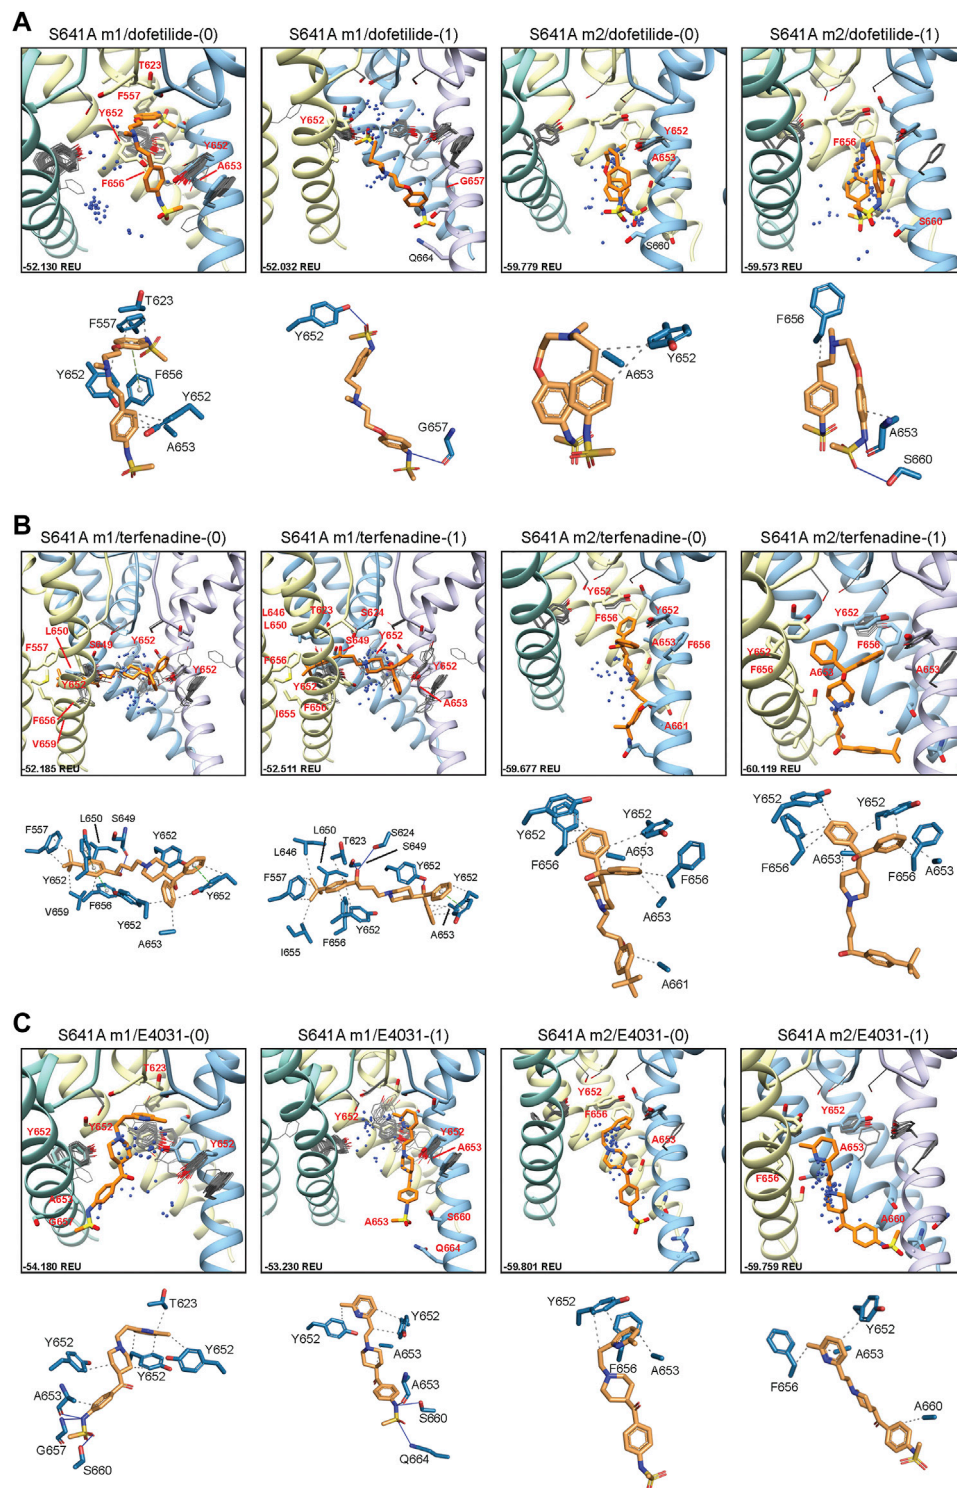 A
S641A m1/dofetilide-(0)
S641A m1/dofetilide-(1)
S641A m2/dofetilide-(0)
S641A m2/dofetilide-(1)
T623
F557
Y652
Y652
A653
F656
-52.130 REU
Y652
G657
Q664
-52.032 REU
Y652
A653
S660
-59.779 REU
F656
S660
-59.573 REU
T623
F557
Y652
F656
Y652
A653
Y652
G657
A653
Y652
F656
A653
S660
B
S641A m1/terfenadine-(0)
S641A m1/terfenadine-(1)
S641A m2/terfenadine-(0)
S641A m2/terfenadine-(1)
L650
F557
S649
Y652
Y652
Y652
F656
V659
-52.185 REU
L646
T623
S624
L650
S649
Y652
F656
Y652
Y652
A653
I655
F656
-52.511 REU
Y652
F656
Y652
A653
F656
A661
-59.677 REU
Y652
Y652
F656
F656
A653
A653
-60.119 REU
L650
S649
F557
Y652
Y652
Y652
V659
F656
Y652
A653
L650
T623
S624
L646
S649
F557
Y652
Y652
I655
F656
Y652
A653
Y652
Y652
F656
A653
F656
A653
A661
Y652
Y652
F656
A653
F656
A653
C
S641A m1/E4031-(0)
S641A m1/E4031-(1)
S641A m2/E4031-(0)
S641A m2/E4031-(1)
T623
Y652
Y652
Y652
A653
G657
-54.180 REU
Y652
Y652
A653
A653
S660
Q664
-53.230 REU
Y652
F656
A653
-59.801 REU
Y652
A653
F656
A660
-59.759 REU
T623
Y652
Y652
Y652
A653
G657
S660
Y652
Y652
A653
A653
S660
Q664
Y652
F656
A653
Y652
A653
F656
A660